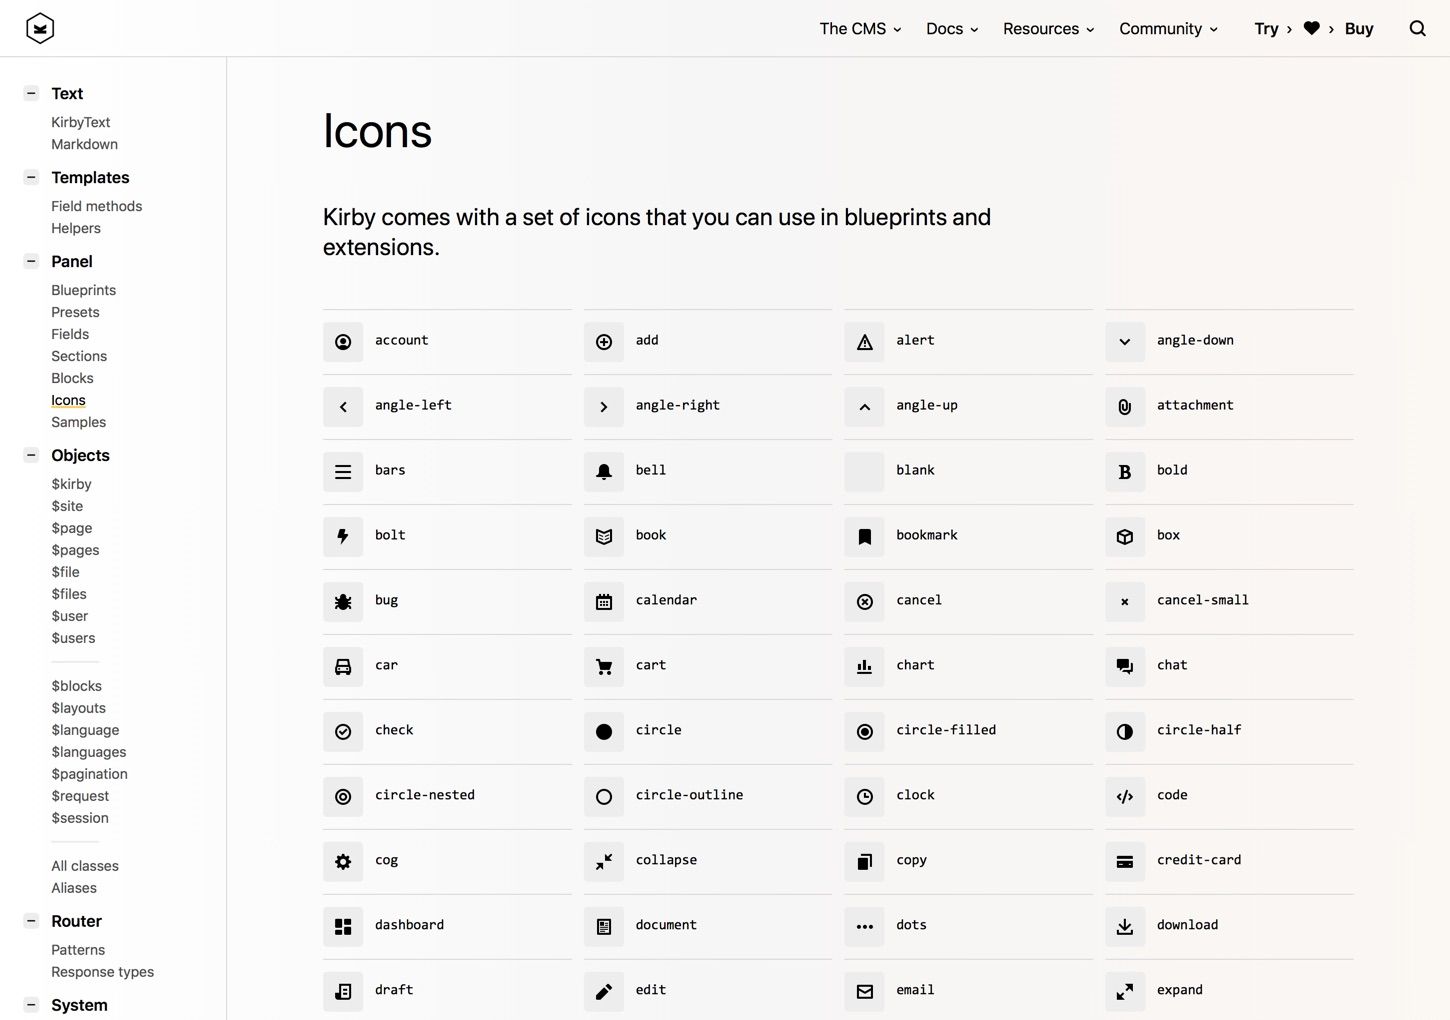 The CMS Docs Resources Community Try › › Buy
Text
KirbyText
Markdown
Templates
Field methods
Helpers
Panel
Blueprints
Presets
Fields
Sections
Blocks
Icons
Samples
Objects
$kirby
$site
$page
$pages
$file
$files
$user
$users
$blocks
$layouts
$language
$languages
$pagination
$request
$session
All classes
Aliases
Router
Patterns
Response types
System
Icons
Kirby comes with a set of icons that you can use in blueprints and
extensions.
account add alert angle-down
angle-left angle-right angle-up attachment
bars bell blank bold
bolt book bookmark box
bug calendar cancel cancel-small
car cart chart chat
check circle circle-filled circle-half
circle-nested circle-outline clock code
cog collapse copy credit-card
dashboard document dots download
draft edit email expand